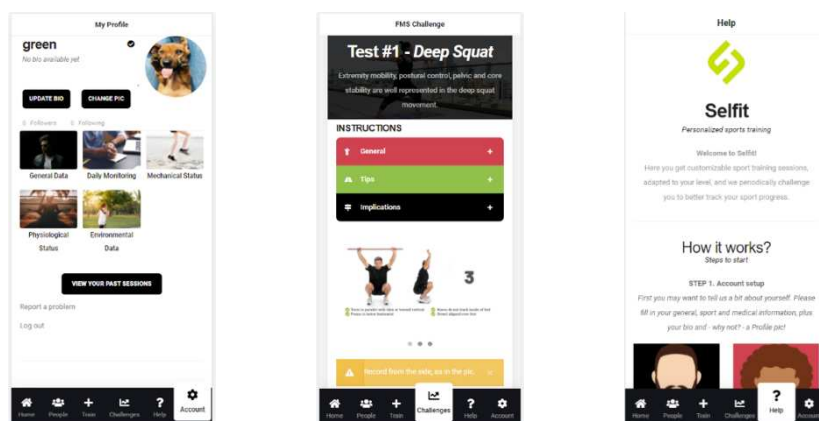 My Profile
green
No bio available yet
UPDATE BIO
CHANGE PIC
Followers
Following
General Data
Daily Monitoring
Mechanical Status
Physiological
Status
Environmental
Data
VIEW YOUR PAST SESSIONS
Report a problem
Log out
Home
People
Train
Challenges
Help
Account
FMS Challenge
Test #1 - Deep Squat
Extremity mobility, postural control, pelvic and core
stability are well represented in the deep squat
movement.
INSTRUCTIONS
General
Tips
Implications
3
Record from the side, as in the pic.
Home
People
Train
Challenges
Help
Account
Help
Selfit
Personalized sports training
Welcome to Selfit!
Here you get customizable sport training sessions,
adapted to your level, and we periodically challenge
you to better track your sport progress.
How it works?
Steps to start
STEP 1. Account setup
First you may want to tell us a bit about yourself. Please
fill in your general, sport and medical information, plus
your bio and - why not? - a Profile pic!
Home
People
Train
Challenges
Help
Account